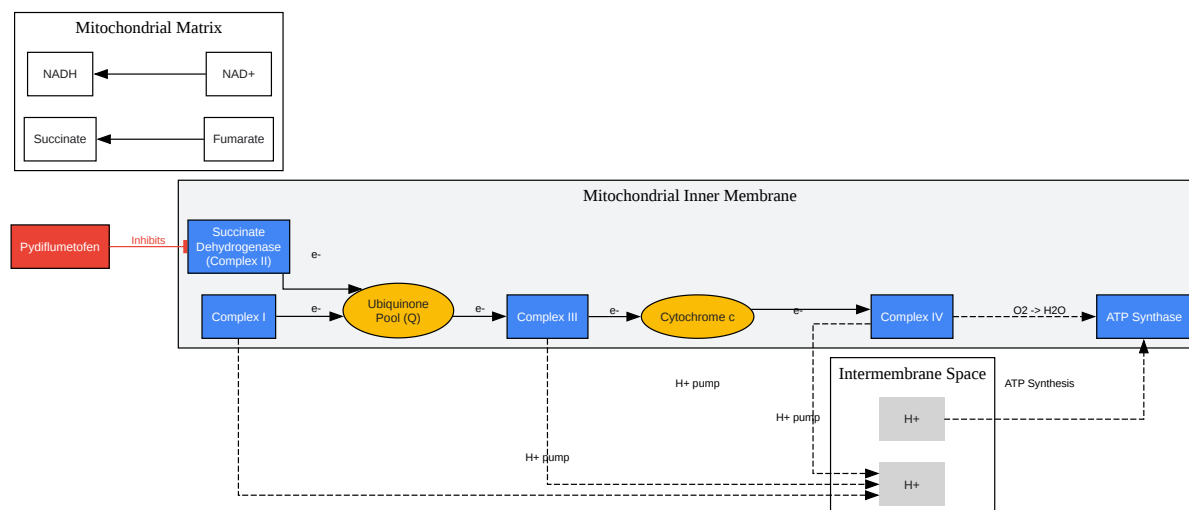 Mitochondrial Matrix
NADH
NAD+
Succinate
Fumarate
Mitochondrial Inner Membrane
Pydiflumetofen
Inhibits
Succinate
Dehydrogenase
(Complex II)
e-
Complex I
e-
Ubiquinone
Pool (Q)
e-
Complex III
e-
Cytochrome c
e-
Complex IV
O2 -> H2O
ATP Synthase
Intermembrane Space
H+ pump
ATP Synthesis
H+ pump
H+
H+ pump
H+